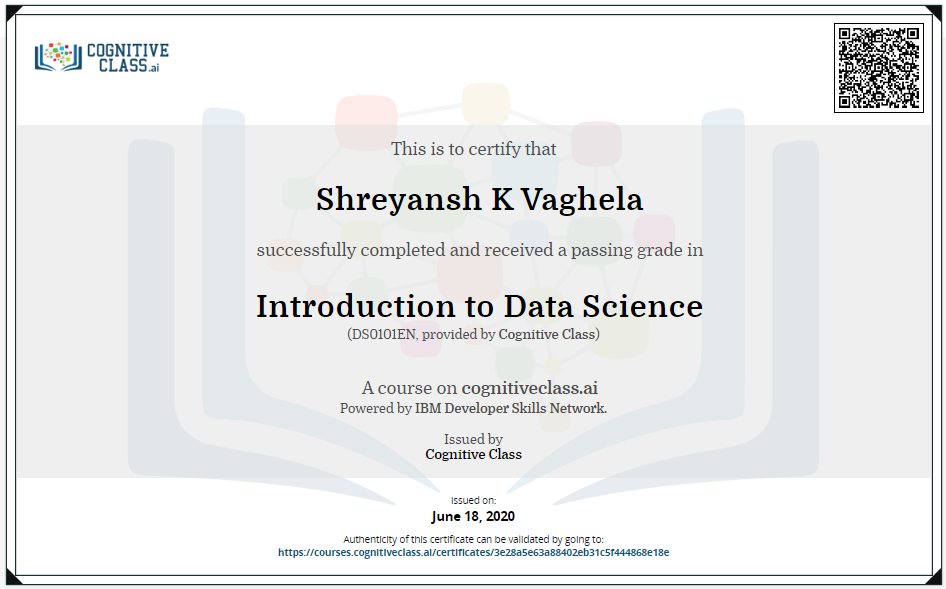 COGNITIVE
CLASS.ai
This is to certify that
Shreyansh K Vaghela
successfully completed and received a passing grade in
Introduction to Data Science
(DS0101EN, provided by Cognitive Class)
A course on cognitiveclass.ai
Powered by IBM Developer Skills Network.
Issued by
Cognitive Class
Issued on:
June 18, 2020
Authenticity of this certificate can be validated by going to:
https://courses.cognitiveclass.ai/certificates/3e28a5e63a88402eb31c5f444868e18e